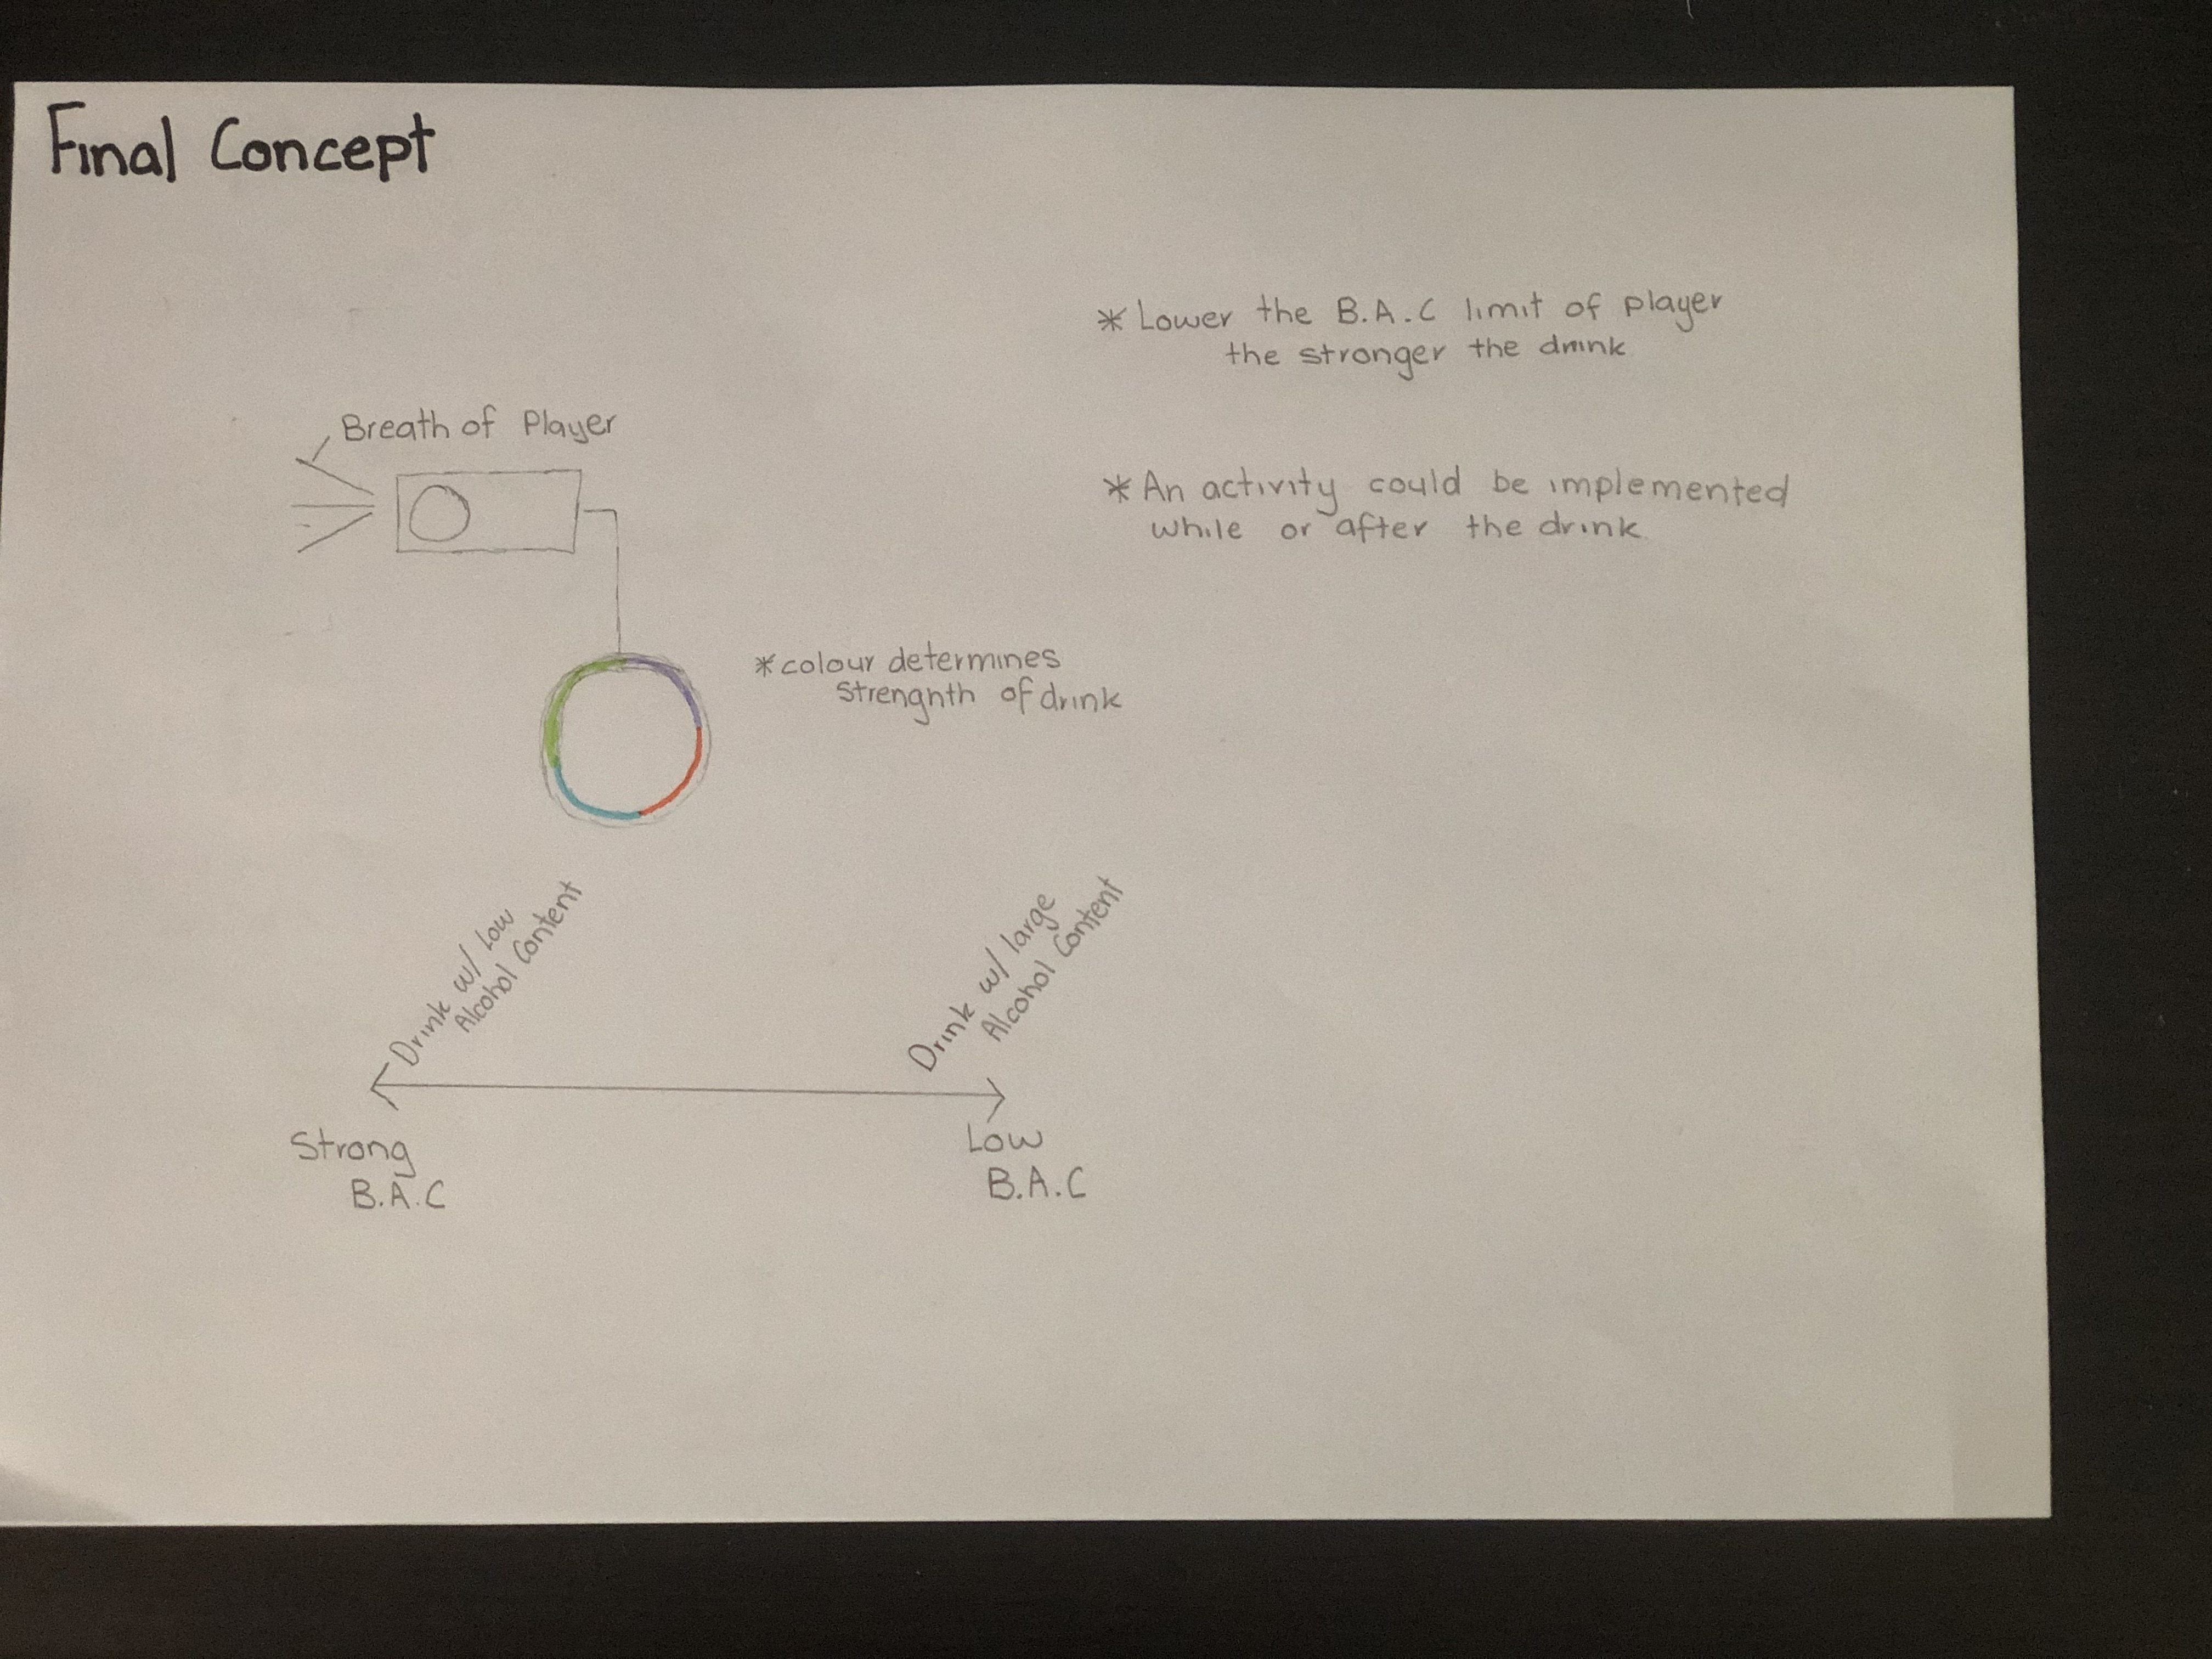 Final Concept
* Lower the B.A.C limit of player
the stronger the drink
Breath of Player
* An activity could be implemented
while or after the drink
* colour determines
strengnth of drink
Drink w/ Low
Alcohol Content
Drink w/ large
Alcohol Content
Strong
B.A.C
Low
B.A.C